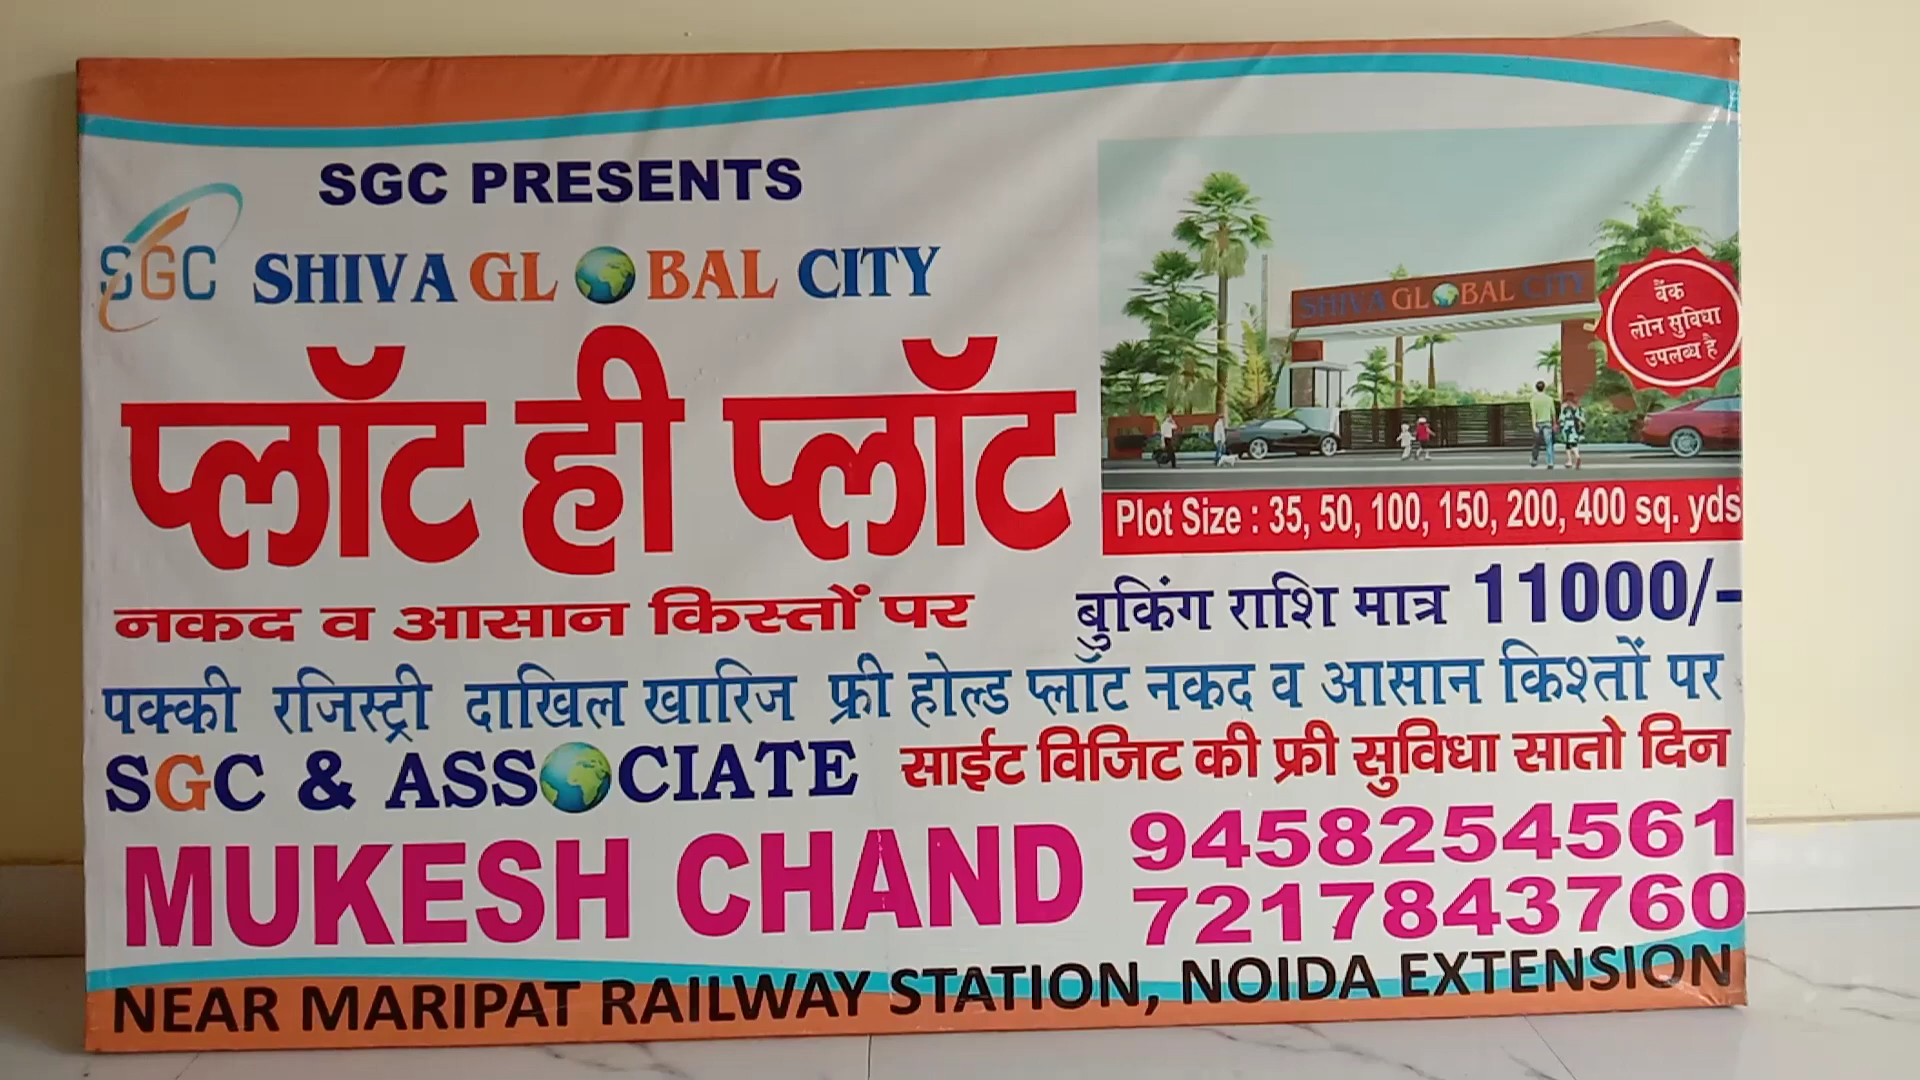 SGC PRESENTS
SGC
SHIVA GLOBAL CITY
SHIVA GLOBAL CITY
बैंक
लोन सुविधा
उपलब्ध है
प्लॉट ही प्लॉट
Plot Size : 35, 50, 100, 150, 200, 400 sq. yds
नकद व आसान किस्तों पर
बुकिंग राशि मात्र 11000/-
पक्की रजिस्ट्री दाखिल खारिज फ्री होल्ड प्लॉट नकद व आसान किश्तों पर
SGC & ASSOCIATE
साईट विजिट की फ्री सुविधा सातो दिन
MUKESH CHAND
9458254561
7217843760
NEAR MARIPAT RAILWAY STATION, NOIDA EXTENSION